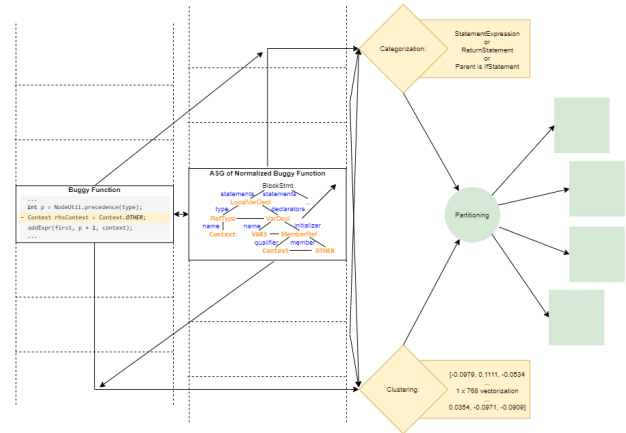 Categorization:
StatementExpression
or
ReturnStatement
or
Parent is IfStatement
Buggy Function
...
int p = NodeUtil.precedence(type);
- Context rhsContext = Context.OTHER;
addExpr(first, p + 1, context);
...
ASG of Normalized Buggy Function
BlockStmt
statements statements
LocalVarDecl ...
type declarators
RefType VarDecl
name name initializer
Context VAR3 MemberRef
qualifier member
Context OTHER
Partitioning
Clustering:
[-0.0979, 0.1111, -0.0534
...
1 x 768 vectorization
...
0.0354, -0.0971, -0.0909]